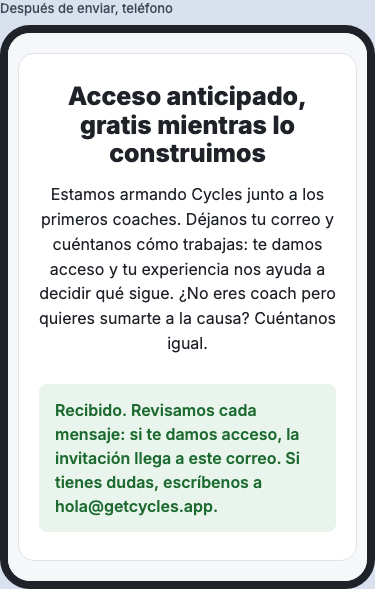 Después de enviar, teléfono
Acceso anticipado,
gratis mientras lo
construimos
Estamos armando Cycles junto a los
primeros coaches. Déjanos tu correo y
cuéntanos cómo trabajas: te damos
acceso y tu experiencia nos ayuda a
decidir qué sigue. ¿No eres coach pero
quieres sumarte a la causa? Cuéntanos
igual.
Recibido. Revisamos cada
mensaje: si te damos acceso, la
invitación llega a este correo. Si
tienes dudas, escríbenos a
hola@getcycles.app.